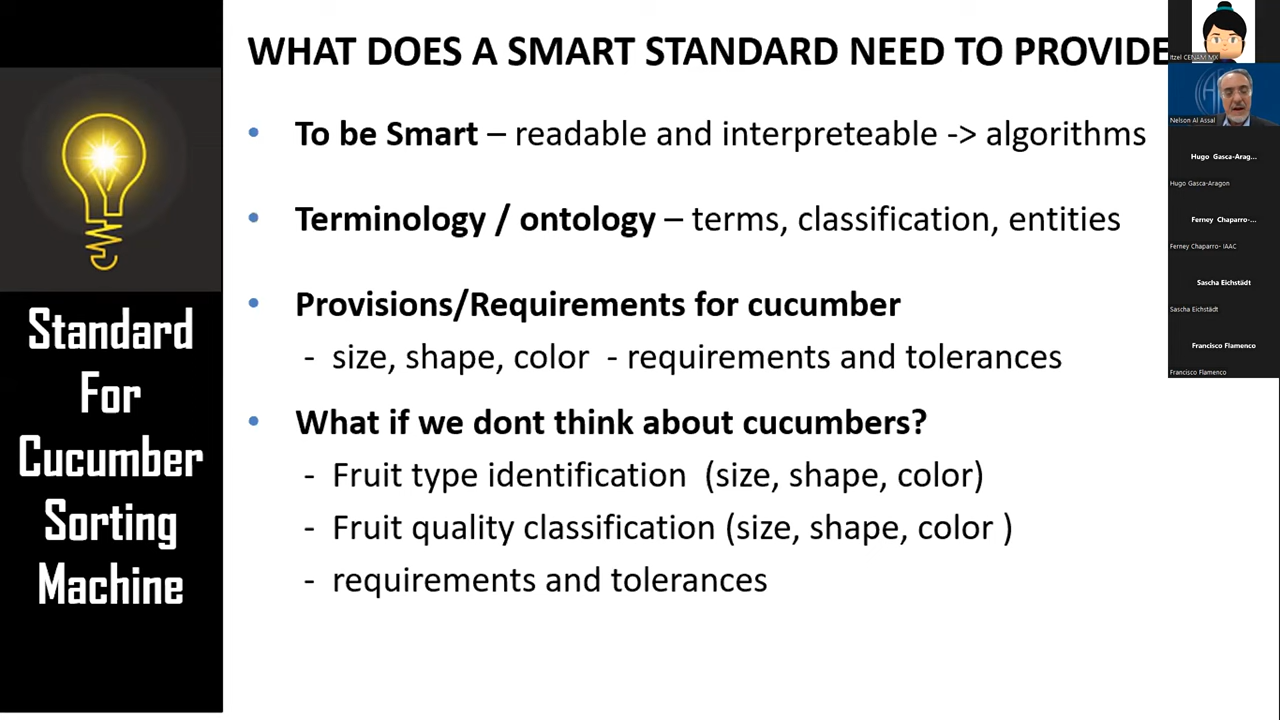 WHAT DOES A SMART STANDARD NEED TO PROVIDE
• To be Smart – readable and interpreteable -> algorithms
• Terminology / ontology – terms, classification, entities
• Provisions/Requirements for cucumber
- size, shape, color - requirements and tolerances
• What if we dont think about cucumbers?
- Fruit type identification (size, shape, color)
- Fruit quality classification (size, shape, color )
- requirements and tolerances
Standard
For
Cucumber
Sorting
Machine
Itzel CENAM MX
Nelson Al Assal
Hugo Gasca-Arag...
Hugo Gasca-Aragon
Ferney Chaparro-...
Ferney Chaparro- IAAC
Sascha Eichstädt
Sascha Eichstädt
Francisco Flamenco
Francisco Flamenco